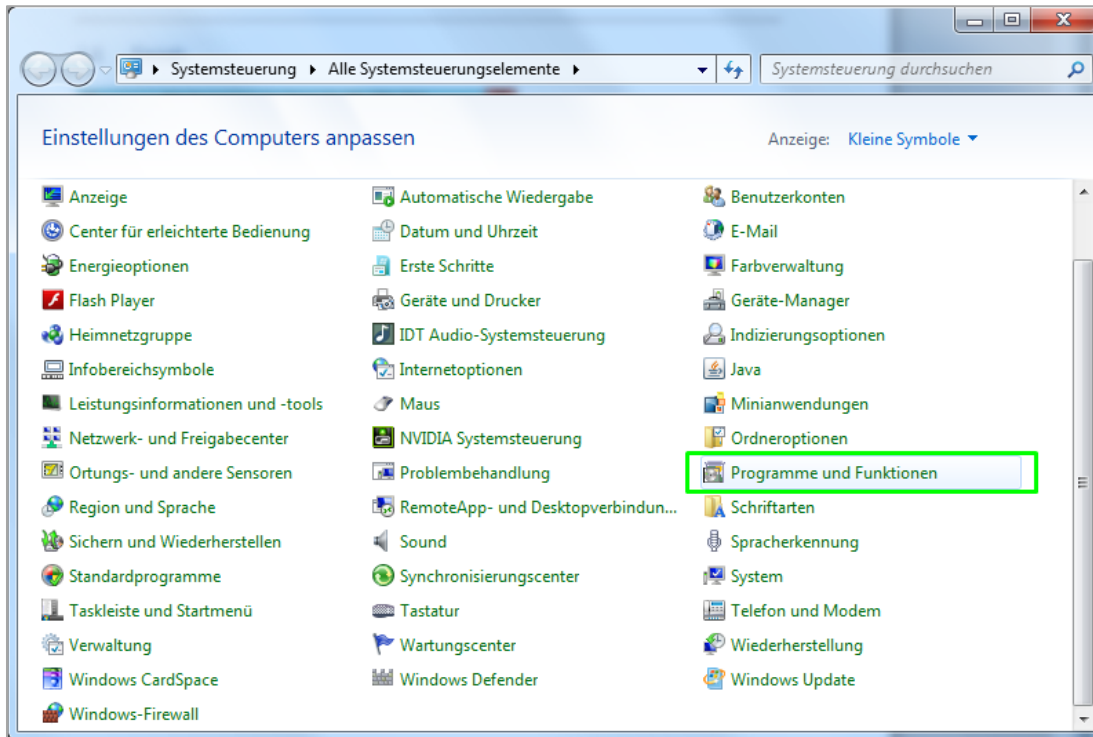 Systemsteuerung ▸ Alle Systemsteuerungselemente ▸
Systemsteuerung durchsuchen
Einstellungen des Computers anpassen
Anzeige: Kleine Symbole
Anzeige
Automatische Wiedergabe
Benutzerkonten
Center für erleichterte Bedienung
Datum und Uhrzeit
E-Mail
Energieoptionen
Erste Schritte
Farbverwaltung
Flash Player
Geräte und Drucker
Geräte-Manager
Heimnetzgruppe
IDT Audio-Systemsteuerung
Indizierungsoptionen
Infobereichsymbole
Internetoptionen
Java
Leistungsinformationen und -tools
Maus
Minianwendungen
Netzwerk- und Freigabecenter
NVIDIA Systemsteuerung
Ordneroptionen
Ortungs- und andere Sensoren
Problembehandlung
Programme und Funktionen
Region und Sprache
RemoteApp- und Desktopverbindun...
Schriftarten
Sichern und Wiederherstellen
Sound
Spracherkennung
Standardprogramme
Synchronisierungscenter
System
Taskleiste und Startmenü
Tastatur
Telefon und Modem
Verwaltung
Wartungscenter
Wiederherstellung
Windows CardSpace
Windows Defender
Windows Update
Windows-Firewall